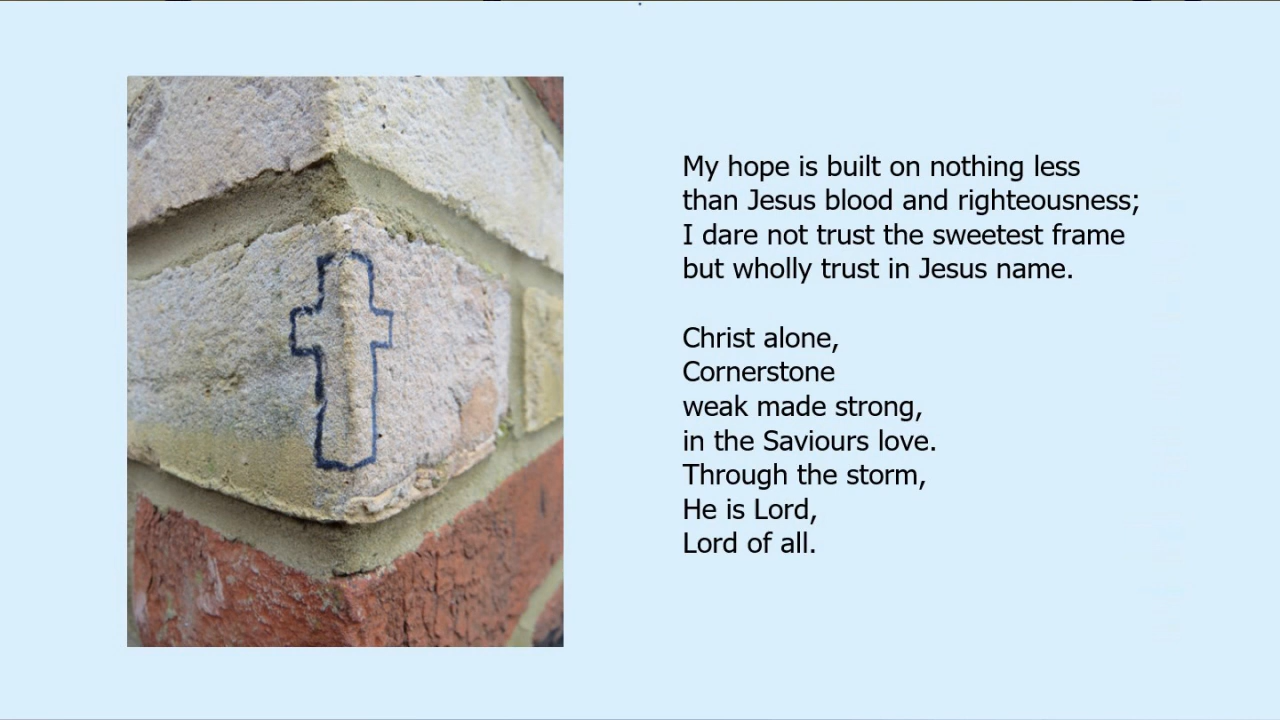 My hope is built on nothing less
than Jesus blood and righteousness;
I dare not trust the sweetest frame
but wholly trust in Jesus name.
Christ alone,
Cornerstone
weak made strong,
in the Saviours love.
Through the storm,
He is Lord,
Lord of all.